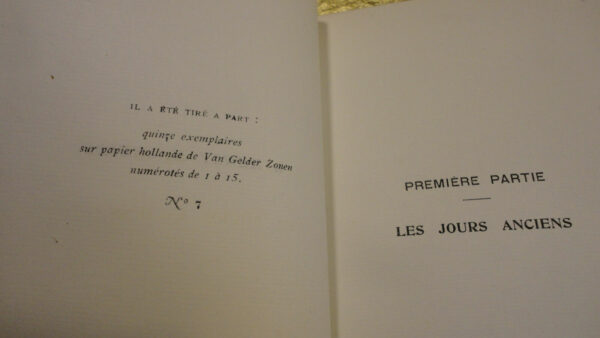 IL A ÉTÉ TIRÉ A PART :
quinze exemplaires
sur papier hollande de Van Gelder Zonen
numérotés de 1 à 15.
Nº 7
PREMIÈRE PARTIE
LES JOURS ANCIENS